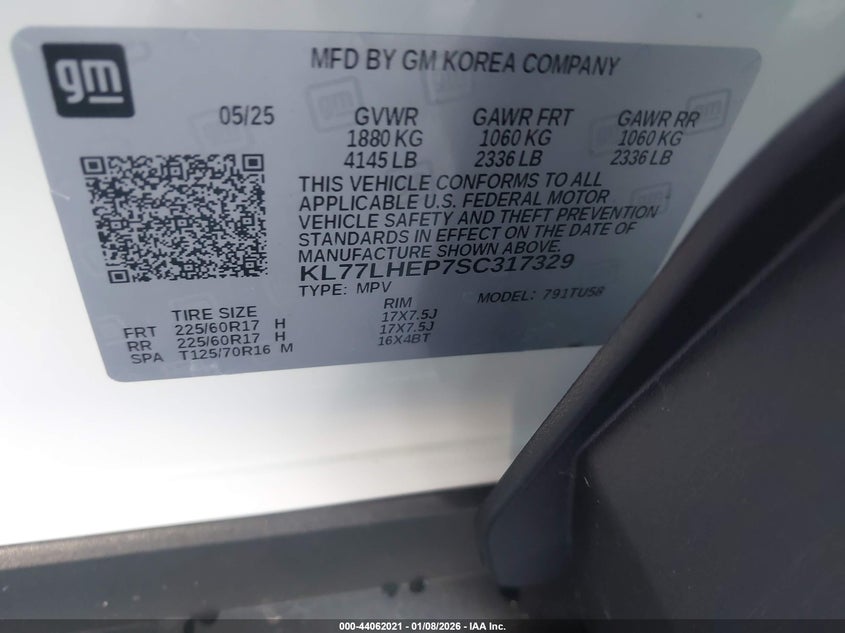 gm
MFD BY GM KOREA COMPANY
05/25 GVWR GAWR FRT GAWR RR
1880 KG 1060 KG 1060 KG
4145 LB 2336 LB 2336 LB
THIS VEHICLE CONFORMS TO ALL
APPLICABLE U.S. FEDERAL MOTOR
VEHICLE SAFETY AND THEFT PREVENTION
STANDARDS IN EFFECT ON THE DATE OF
MANUFACTURE SHOWN ABOVE.
KL77LHEP7SC317329
TYPE: MPV MODEL: 791TU58
TIRE SIZE RIM
FRT 225/60R17 H 17X7.5J
RR 225/60R17 H 17X7.5J
SPA T125/70R16 M 16X4BT
000-44062021 — 01/08/2026 — IAA Inc.